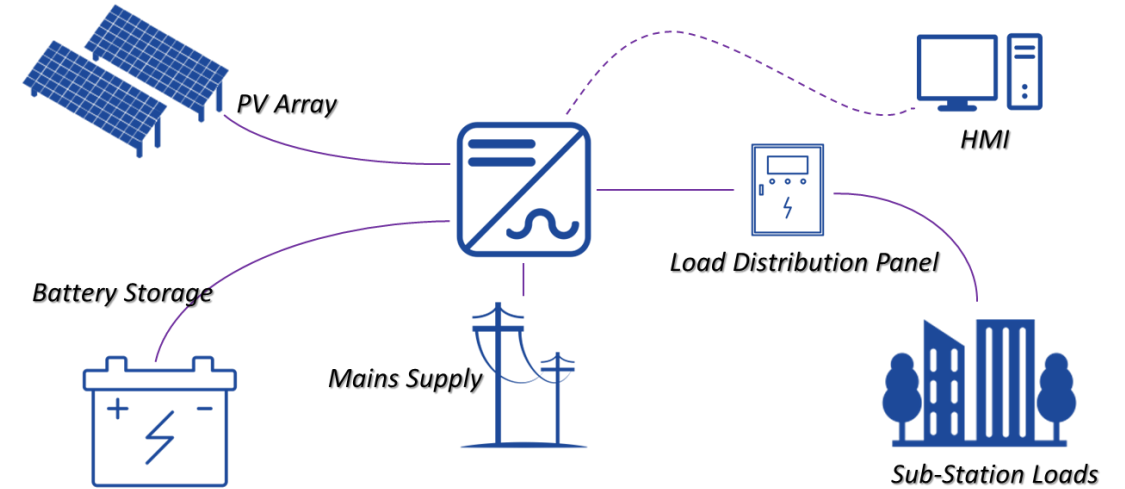 PV Array
HMI
Load Distribution Panel
Battery Storage
Mains Supply
Sub-Station Loads